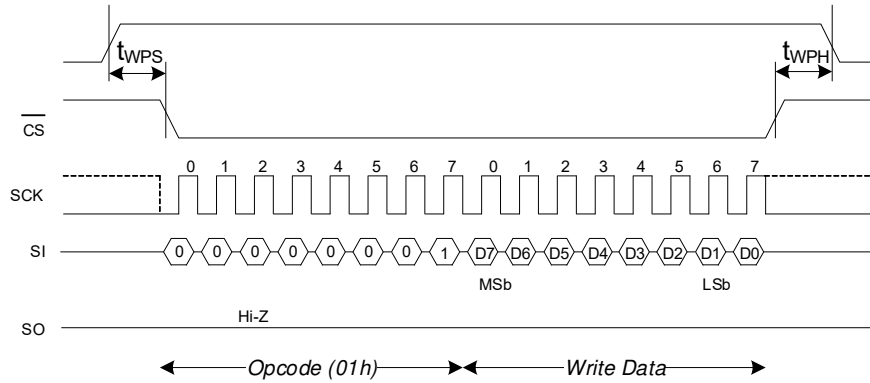 tWPS tWPH
CS
0 1 2 3 4 5 6 7 0 1 2 3 4 5 6 7
SCK
SI 0 0 0 0 0 0 0 1 D7 D6 D5 D4 D3 D2 D1 D0
MSb LSb
Hi-Z
SO
Opcode (01h) Write Data